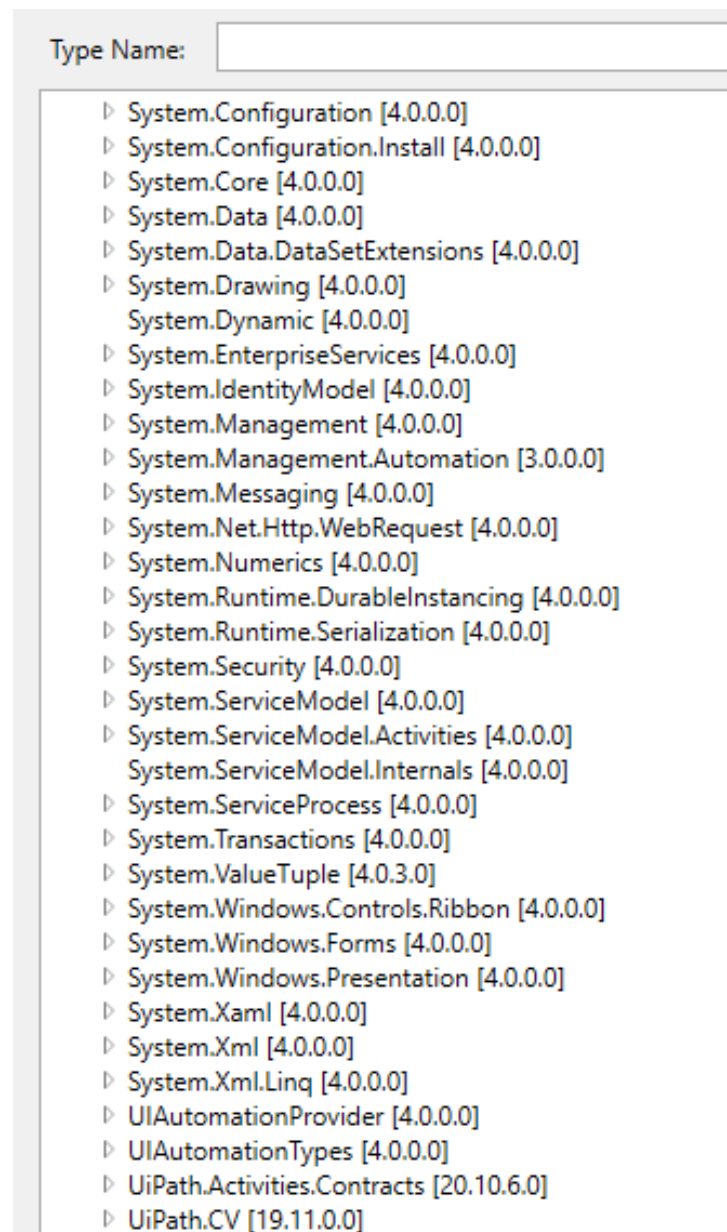 Type Name:
System.Configuration [4.0.0.0]
System.Configuration.Install [4.0.0.0]
System.Core [4.0.0.0]
System.Data [4.0.0.0]
System.Data.DataSetExtensions [4.0.0.0]
System.Drawing [4.0.0.0]
System.Dynamic [4.0.0.0]
System.EnterpriseServices [4.0.0.0]
System.IdentityModel [4.0.0.0]
System.Management [4.0.0.0]
System.Management.Automation [3.0.0.0]
System.Messaging [4.0.0.0]
System.Net.Http.WebRequest [4.0.0.0]
System.Numerics [4.0.0.0]
System.Runtime.DurableInstancing [4.0.0.0]
System.Runtime.Serialization [4.0.0.0]
System.Security [4.0.0.0]
System.ServiceModel [4.0.0.0]
System.ServiceModel.Activities [4.0.0.0]
System.ServiceModel.Internals [4.0.0.0]
System.ServiceProcess [4.0.0.0]
System.Transactions [4.0.0.0]
System.ValueTuple [4.0.3.0]
System.Windows.Controls.Ribbon [4.0.0.0]
System.Windows.Forms [4.0.0.0]
System.Windows.Presentation [4.0.0.0]
System.Xaml [4.0.0.0]
System.Xml [4.0.0.0]
System.Xml.Linq [4.0.0.0]
UIAutomationProvider [4.0.0.0]
UIAutomationTypes [4.0.0.0]
UiPath.Activities.Contracts [20.10.6.0]
UiPath.CV [19.11.0.0]